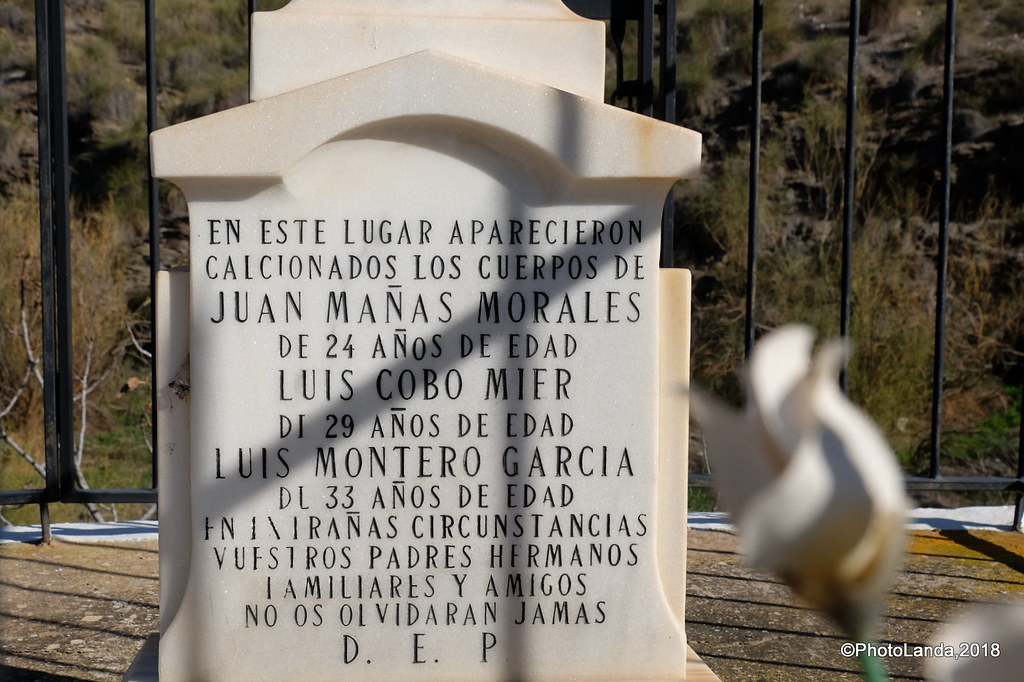 EN ESTE LUGAR APARECIERON
CALCIONADOS LOS CUERPOS DE
JUAN MAÑAS MORALES
DE 24 AÑOS DE EDAD
LUIS COBO MIER
DE 29 AÑOS DE EDAD
LUIS MONTERO GARCIA
DE 33 AÑOS DE EDAD
EN EXTRAÑAS CIRCUNSTANCIAS
VUESTROS PADRES HERMANOS
FAMILIARES Y AMIGOS
NO OS OLVIDARAN JAMAS
D. E. P
©PhotoLanda,2018